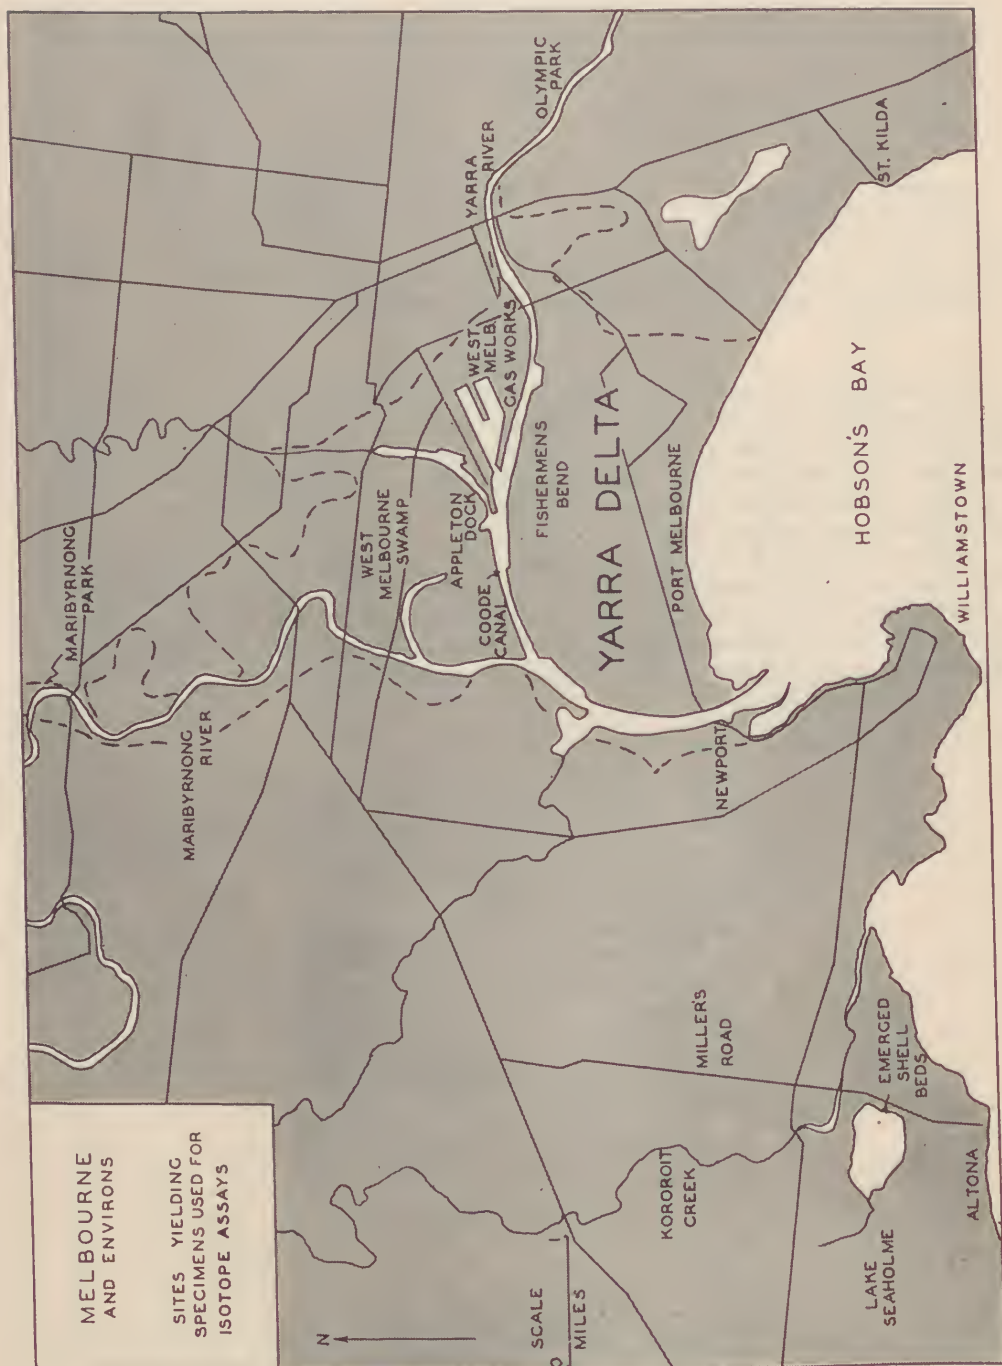 MELBOURNE
AND ENVIRONS
SITES YIELDING
SPECIMENS USED FOR
ISOTOPE ASSAYS
N
SCALE
O
MILES
MARIBYRNONG
PARK
MARIBYRNONG
RIVER
WEST
MELBOURNE
SWAMP
APPLETON
DOCK
COODE
CANAL
WEST
MELB.
GAS WORKS
YARRA
RIVER
OLYMPIC
PARK
FISHERMENS
BEND
YARRA DELTA
PORT MELBOURNE
ST. KILDA
HOBSON'S BAY
WILLIAMSTOWN
NEWPORT
MILLER'S
ROAD
KOROROIT
CREEK
EMERGED
SHELL
BEDS
LAKE
SEAHOLME
ALTONA